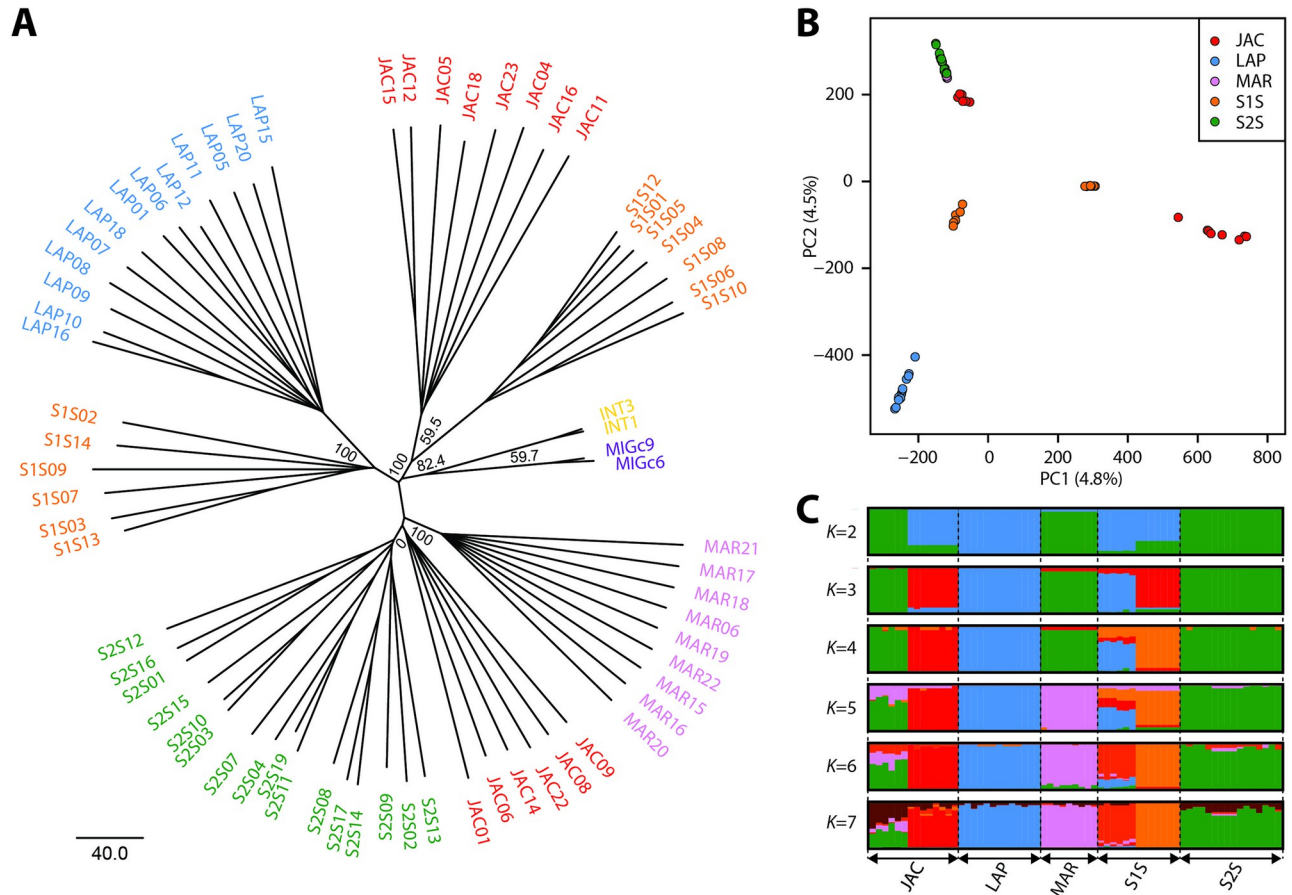 A
JAC15
JAC12
JAC05
JAC18
JAC23
JAC04
JAC16
JAC11
LAP15
LAP20
LAP05
LAP11
LAP12
LAP06
LAP01
LAP18
LAP07
LAP08
LAP09
LAP10
LAP16
S1S12
S1S01
S1S05
S1S04
S1S08
S1S06
S1S10
INT3
INT1
MIGc9
MIGc6
59.5
100
100
82.4
59.7
S1S02
S1S14
S1S09
S1S07
S1S03
S1S13
0
100
MAR21
MAR17
MAR18
MAR06
MAR19
MAR22
MAR15
MAR16
MAR20
S2S12
S2S16
S2S01
S2S15
S2S10
S2S03
S2S07
S2S04
S2S19
S2S11
S2S08
S2S17
S2S14
S2S09
S2S02
S2S13
JAC01
JAC06
JAC14
JAC22
JAC08
JAC09
40.0
B
JAC
LAP
MAR
S1S
S2S
200
0
−200
−400
PC2 (4.5%)
−200 0 200 400 600 800
PC1 (4.8%)
C
K=2
K=3
K=4
K=5
K=6
K=7
JAC LAP MAR S1S S2S